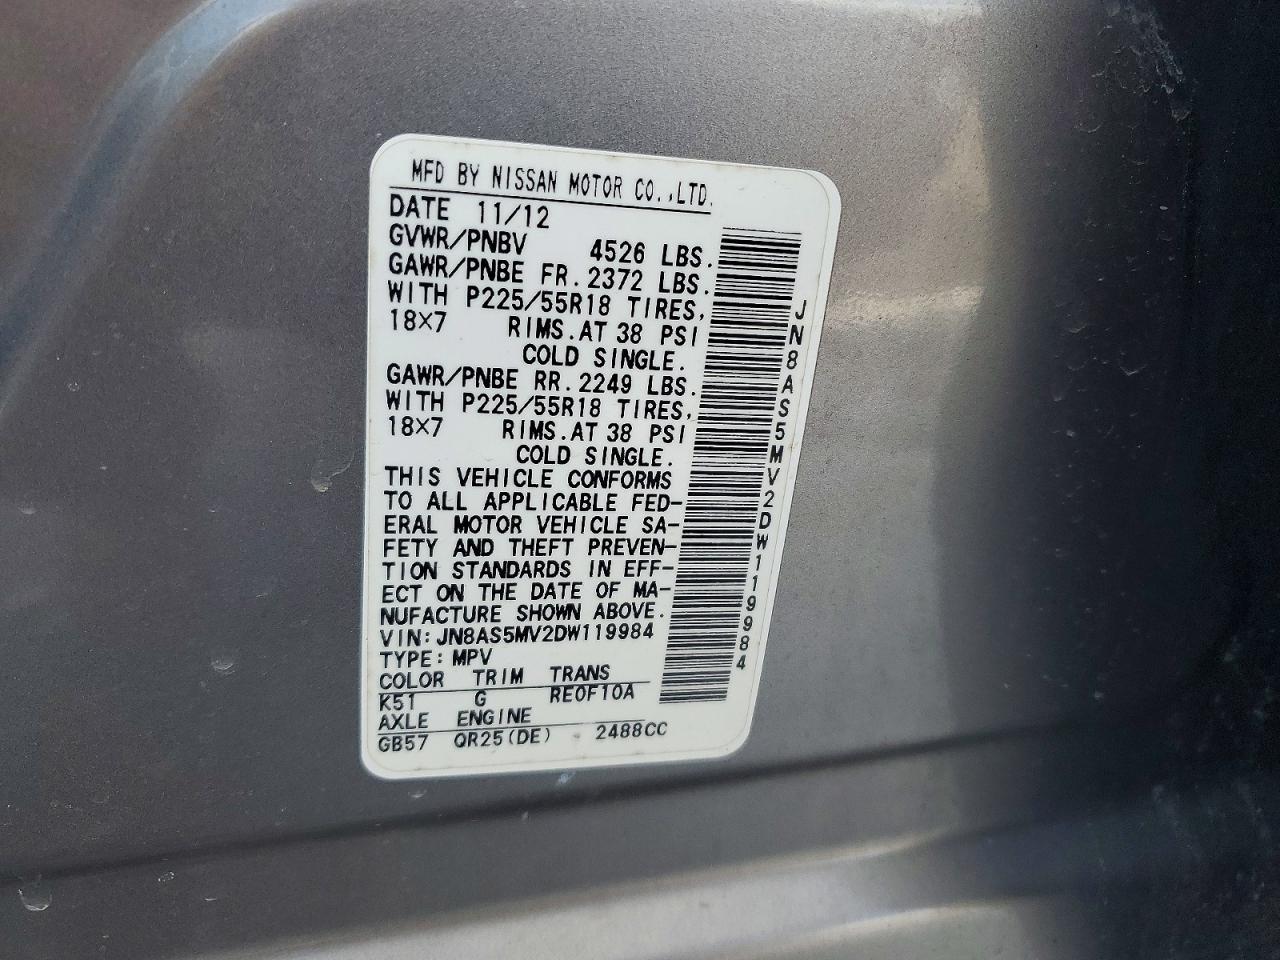 MFD BY NISSAN MOTOR CO.,LTD.
DATE 11/12
GVWR/PNBV 4526 LBS.
GAWR/PNBE FR. 2372 LBS.
WITH P225/55R18 TIRES,
18×7 RIMS.AT 38 PSI
COLD SINGLE.
GAWR/PNBE RR. 2249 LBS.
WITH P225/55R18 TIRES,
18×7 RIMS.AT 38 PSI
COLD SINGLE.
THIS VEHICLE CONFORMS
TO ALL APPLICABLE FED-
ERAL MOTOR VEHICLE SA-
FETY AND THEFT PREVEN-
TION STANDARDS IN EFF-
ECT ON THE DATE OF MA-
NUFACTURE SHOWN ABOVE.
VIN: JN8AS5MV2DW119984
TYPE: MPV
COLOR TRIM TRANS
K51 G RE0F10A
AXLE ENGINE
GB57 QR25(DE) 2488CC
JN8AS5MV2DW119984